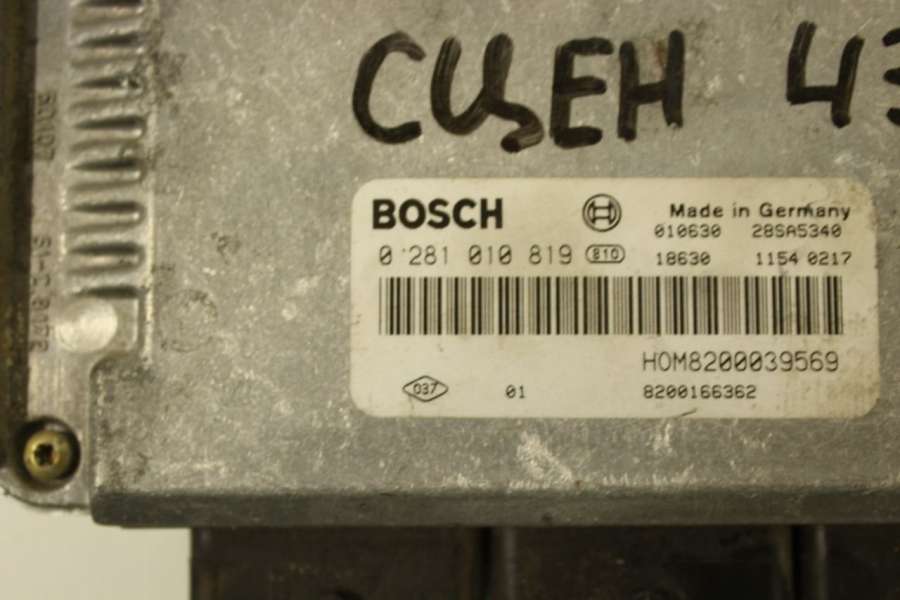 СЦЕН 43
BOSCH
Made in Germany
010630 28SA5340
0 281 010 819 810
18630 1154 0217
HOM8200039569
037 01 8200166362